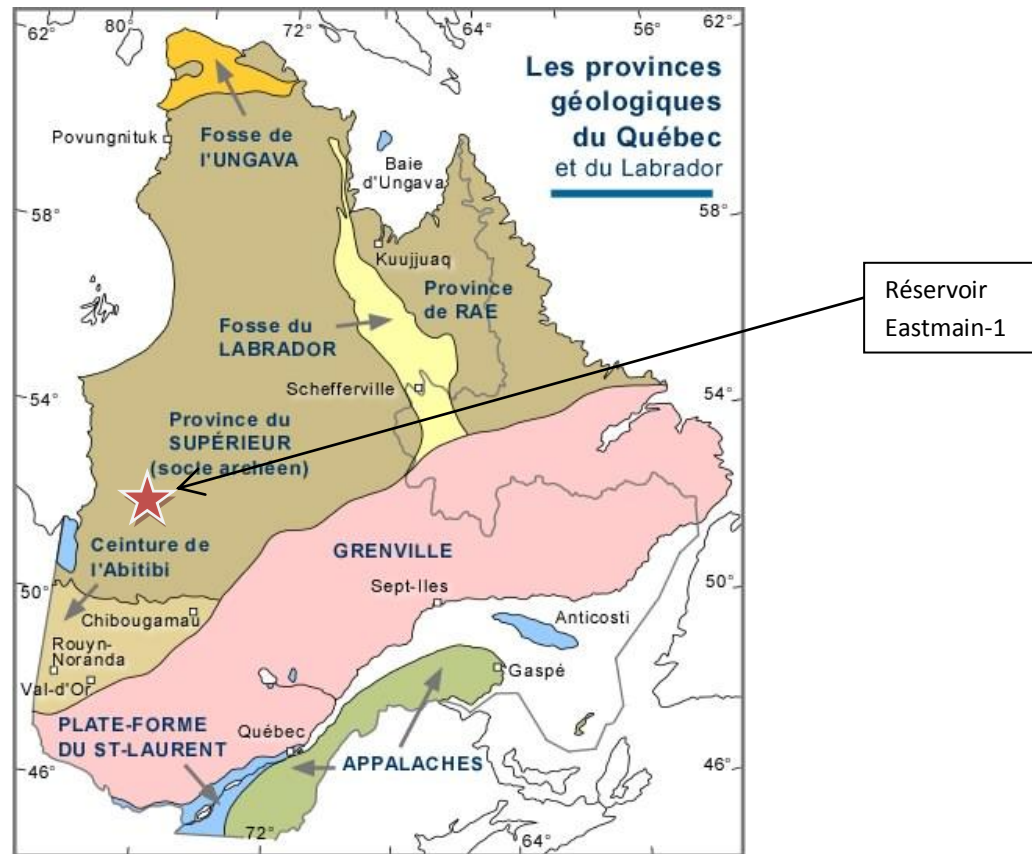 62°
80°
72°
64°
56°
62°
Les provinces
géologiques
du Québec
et du Labrador
Fosse de
l'UNGAVA
Povungnituk
Baie
d'Ungava
58°
58°
Kuujjuaq
Province
de RAE
Réservoir
Eastmain-1
Fosse du
LABRADOR
Schefferville
54°
54°
Province du
SUPÉRIEUR
(socle archéen)
Ceinture de
l'Abitibi
GRENVILLE
50°
50°
Sept-Iles
Chibougamau
Anticosti
Rouyn-
Noranda
Val-d'Or
Gaspé
PLATE-FORME
DU ST-LAURENT
Québec
APPALACHES
46°
46°
72°
64°